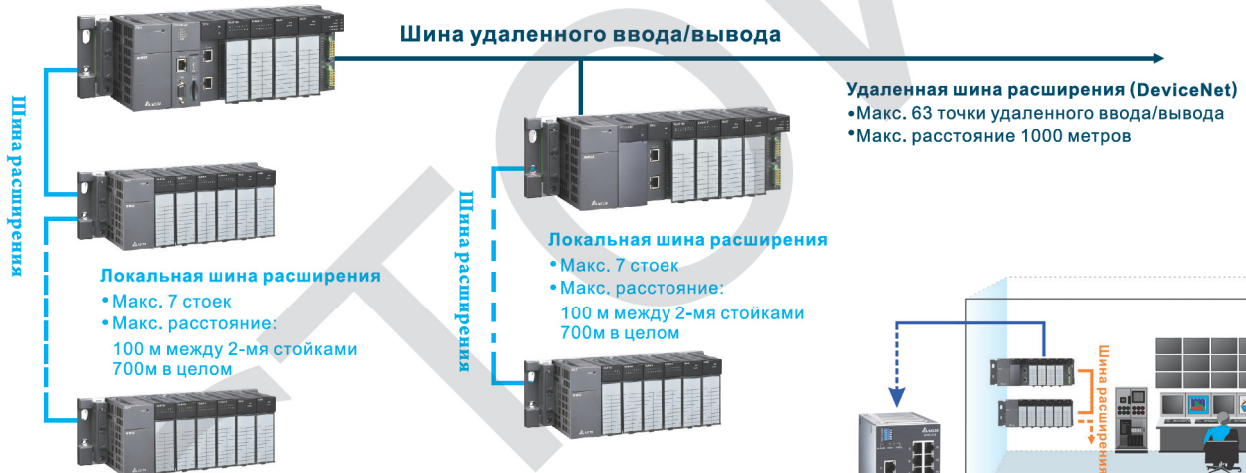 Шина удаленного ввода/вывода
Удаленная шина расширения (DeviceNet)
•Макс. 63 точки удаленного ввода/вывода
•Макс. расстояние 1000 метров
Шина расширения
Локальная шина расширения
• Макс. 7 стоек
• Макс. расстояние:
100 м между 2-мя стойками
700м в целом
Шина расширения
Локальная шина расширения
• Макс. 7 стоек
• Макс. расстояние:
100 м между 2-мя стойками
700м в целом
Шина расширения